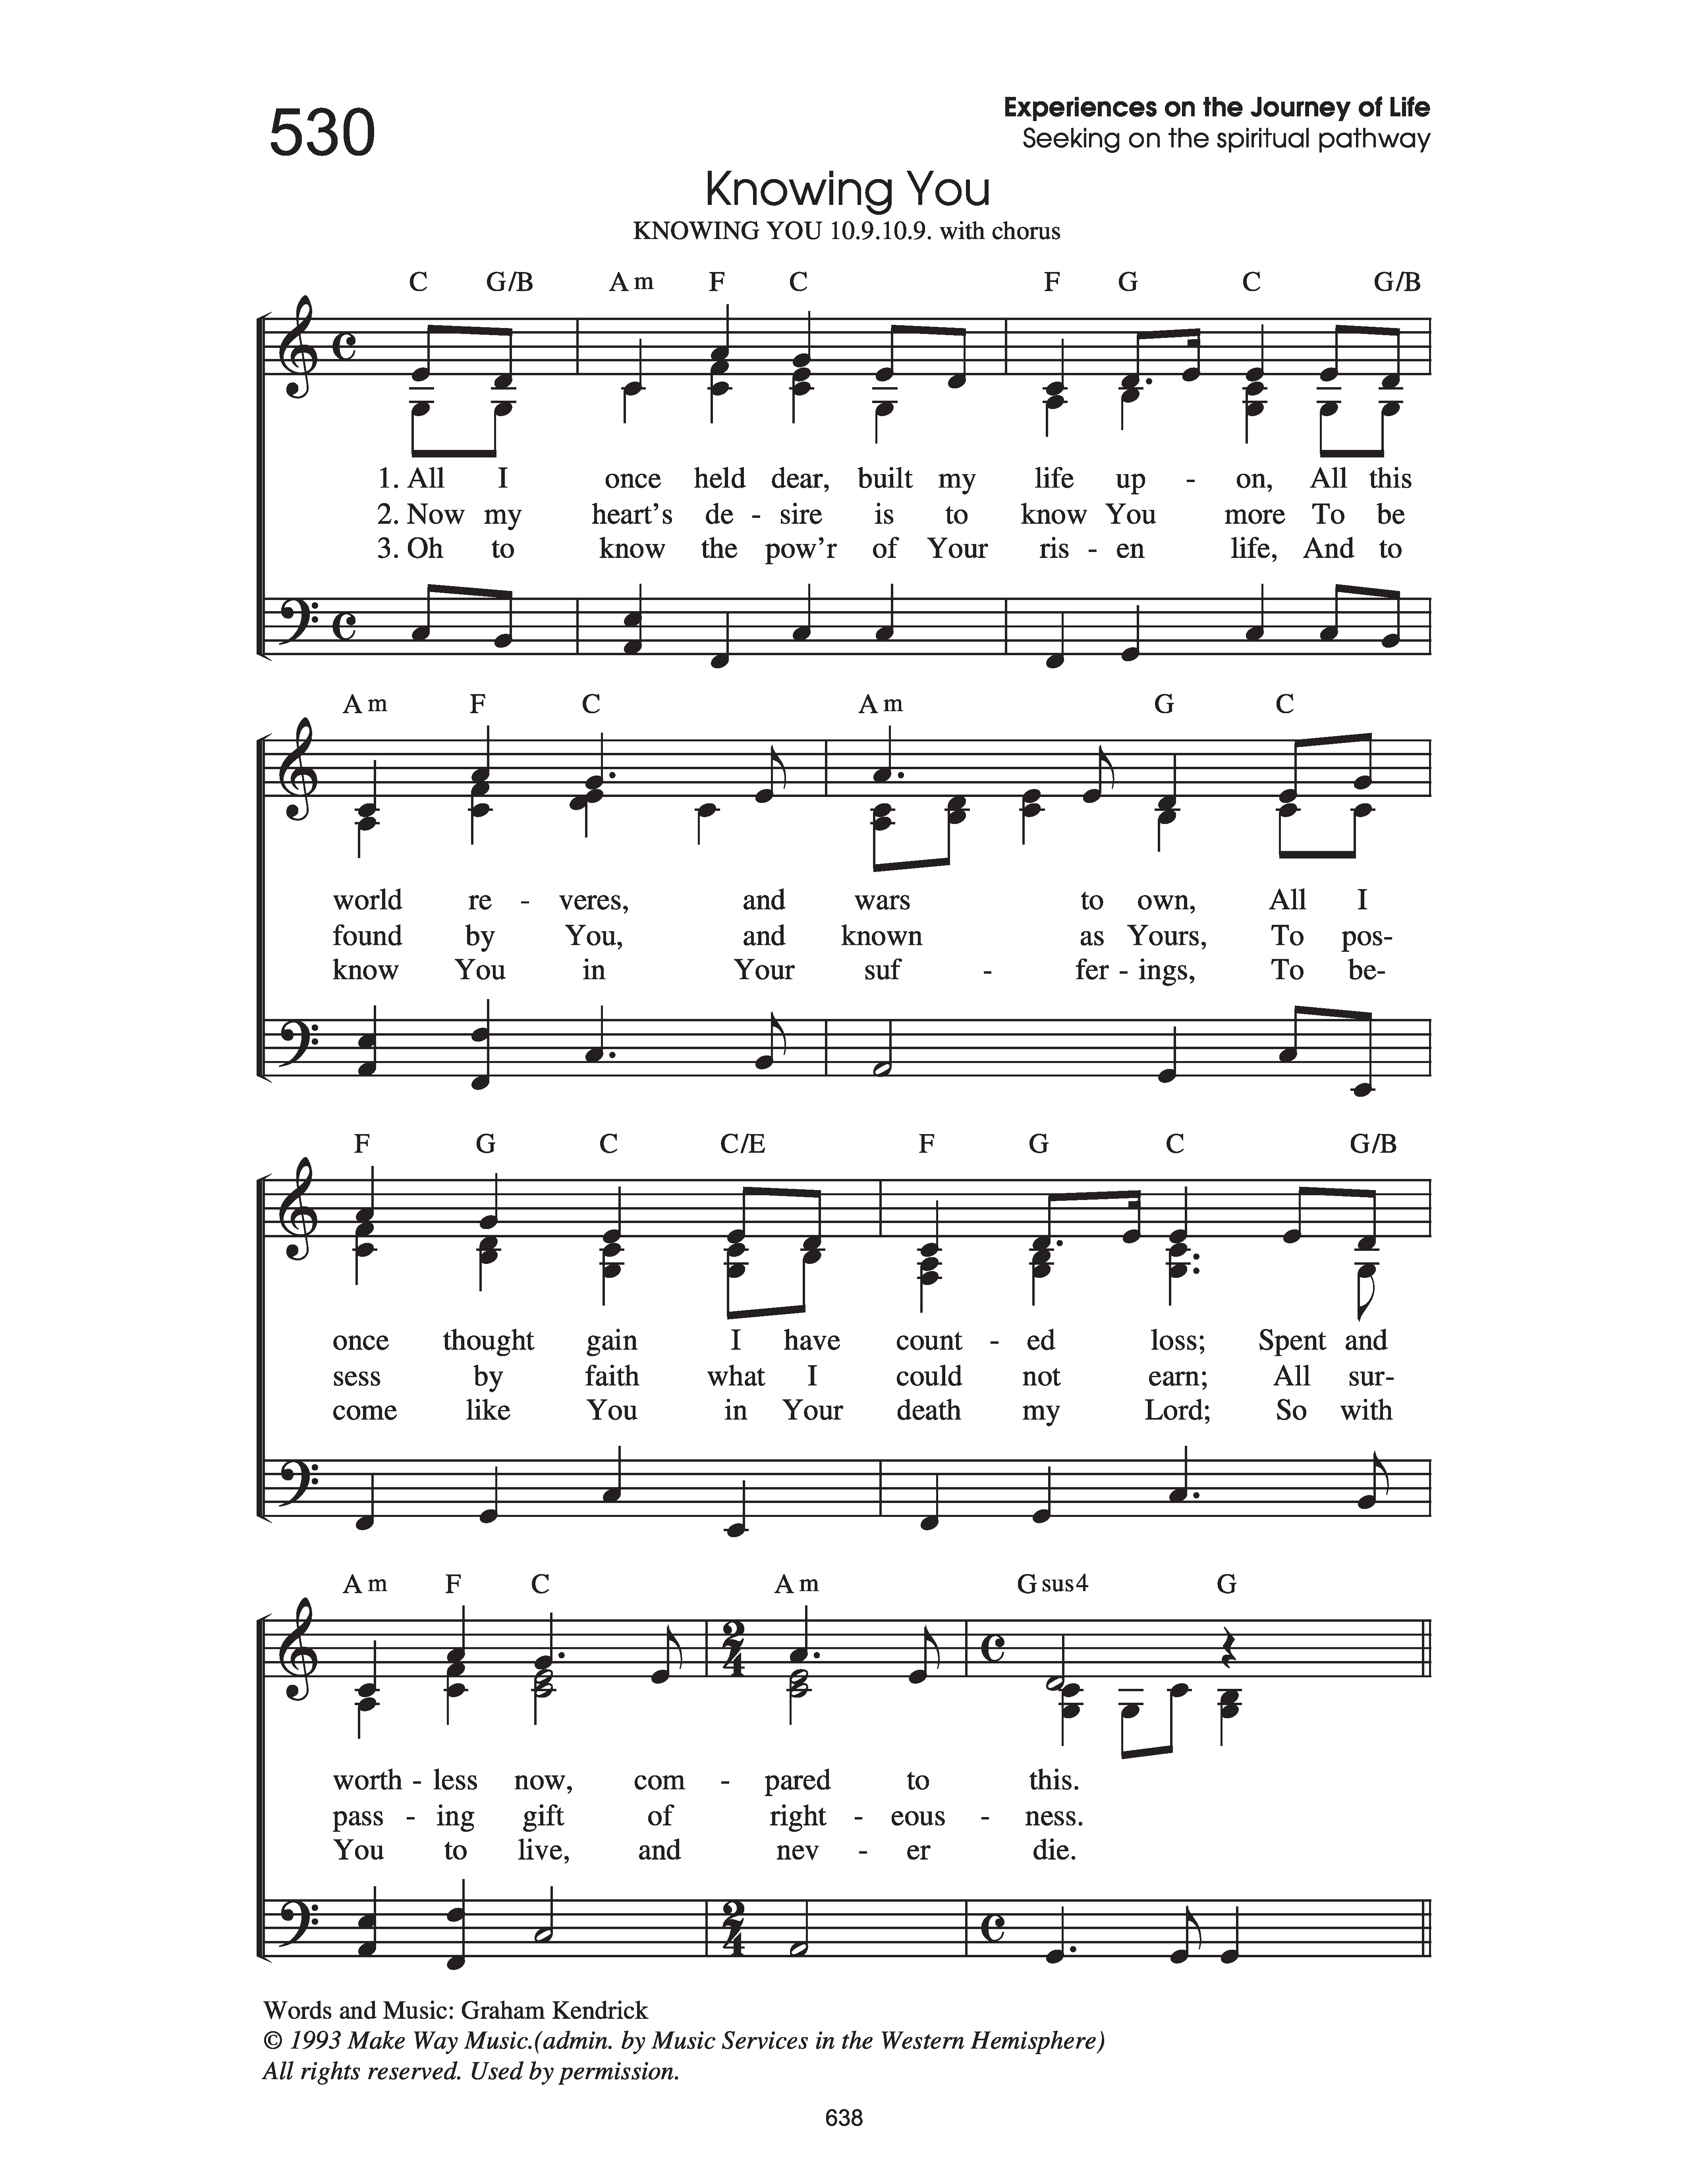 530
Experiences on the Journey of Life
Seeking on the spiritual pathway
Knowing You
KNOWING YOU 10.9.10.9. with chorus
C G/B Am F C F G C G/B
1. All I once held dear, built my life up - on, All this
2. Now my heart's de - sire is to know You more To be
3. Oh to know the pow'r of Your ris - en life, And to
Am F C Am G C
world re - veres, and wars to own, All I
found by You, and known as Yours, To pos-
know You in Your suf - fer - ings, To be-
F G C C/E F G C G/B
once thought gain I have count - ed loss; Spent and
sess by faith what I could not earn; All sur-
come like You in Your death my Lord; So with
Am F C Am Gsus4 G
2 4
worth - less now, com - pared to this.
pass - ing gift of right - eous - ness.
You to live, and nev - er die.
2 4
Words and Music: Graham Kendrick
© 1993 Make Way Music.(admin. by Music Services in the Western Hemisphere)
All rights reserved. Used by permission.
638